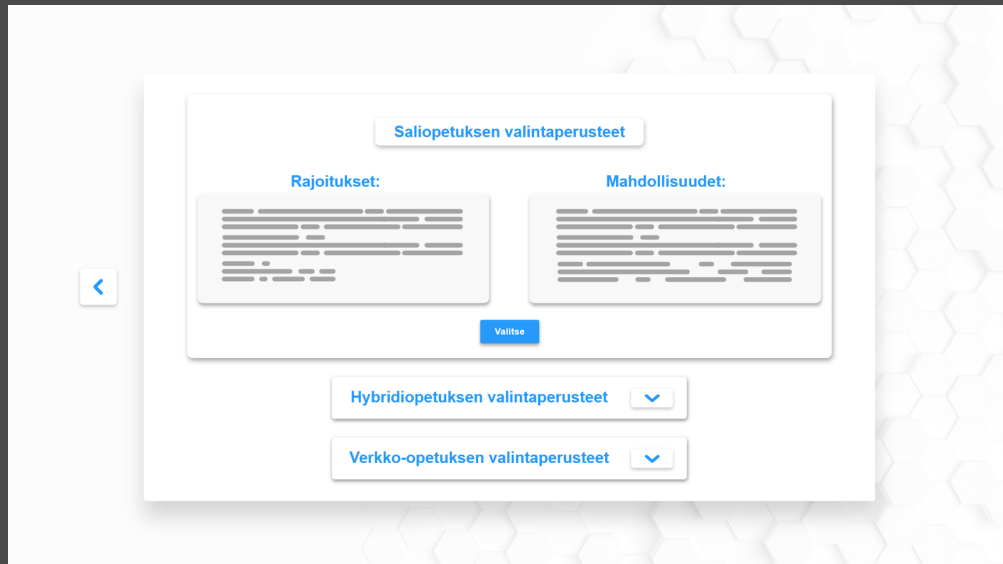 Saliopetuksen valintaperusteet
Rajoitukset:
Mahdollisuudet:
Valitse
Hybridiopetuksen valintaperusteet
Verkko-opetuksen valintaperusteet